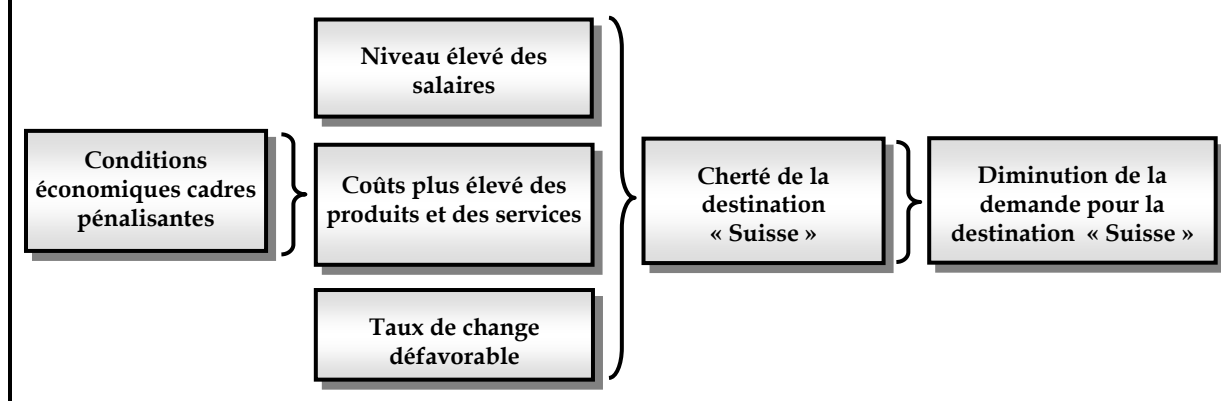 Conditions
économiques cadres
pénalisantes
Niveau élevé des
salaires
Coûts plus élevé des
produits et des services
Taux de change
défavorable
Cherté de la
destination
« Suisse »
Diminution de la
demande pour la
destination « Suisse »